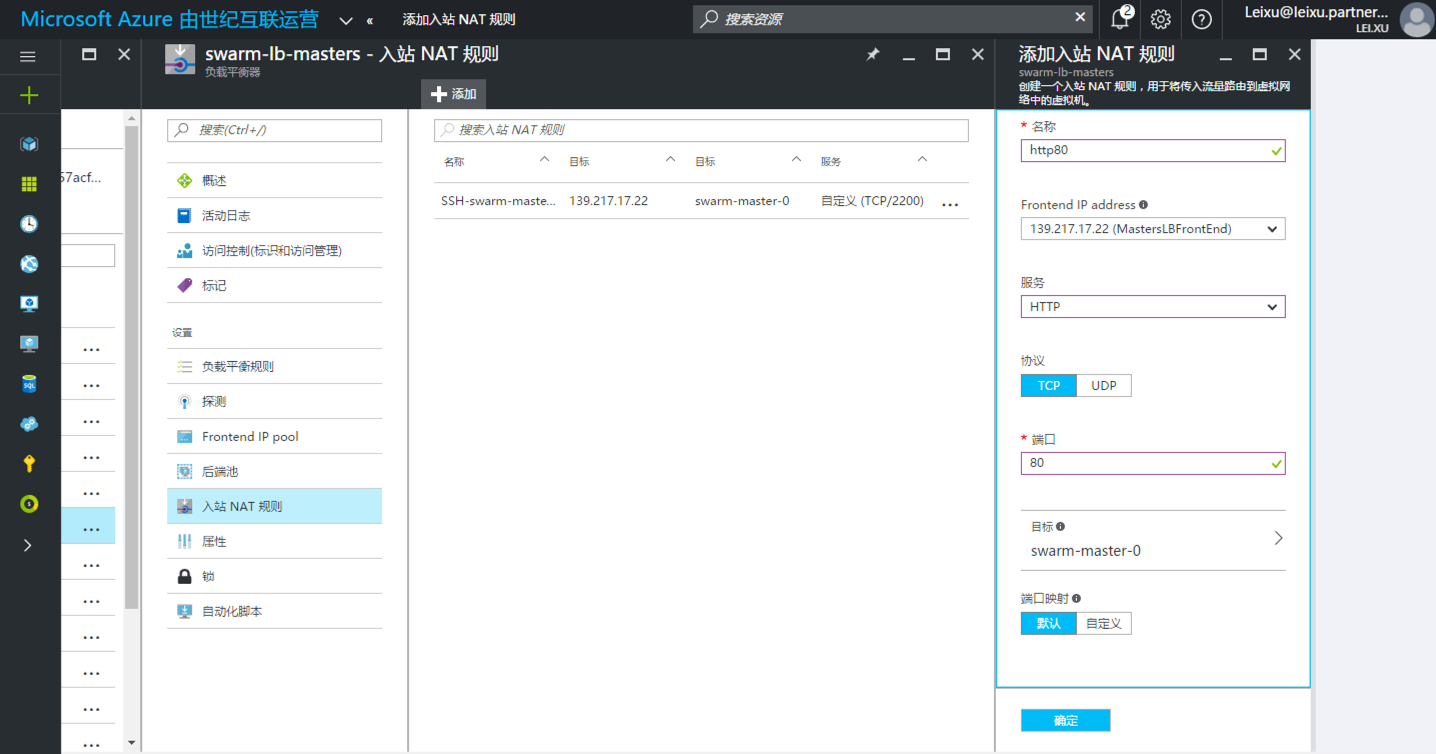 Microsoft Azure 由世纪互联运营
«
添加入站 NAT 规则
搜索资源
2
Leixu@leixu.partner...
LEI.XU
57acf...
swarm-lb-masters - 入站 NAT 规则
负载平衡器
添加
搜索(Ctrl+/)
概述
活动日志
访问控制(标识和访问管理)
标记
设置
负载平衡规则
探测
Frontend IP pool
后端池
入站 NAT 规则
属性
锁
自动化脚本
搜索入站 NAT 规则
名称 目标 目标 服务
SSH-swarm-maste... 139.217.17.22 swarm-master-0 自定义 (TCP/2200) ...
添加入站 NAT 规则
swarm-lb-masters
创建一个入站 NAT 规则，用于将传入流量路由到虚拟网
络中的虚拟机。
* 名称
http80
Frontend IP address
139.217.17.22 (MastersLBFrontEnd)
服务
HTTP
协议
TCP UDP
* 端口
80
目标
swarm-master-0
端口映射
默认 自定义
确定